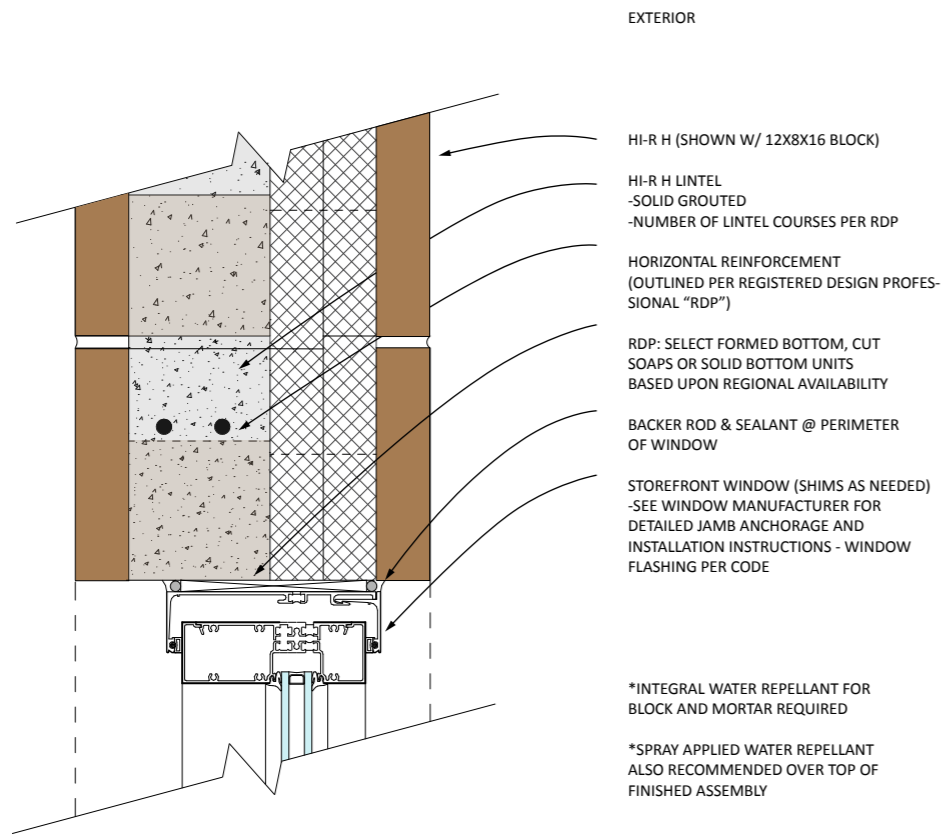 EXTERIOR
HI-R H (SHOWN W/ 12X8X16 BLOCK)
HI-R H LINTEL
-SOLID GROUTED
-NUMBER OF LINTEL COURSES PER RDP
HORIZONTAL REINFORCEMENT
(OUTLINED PER REGISTERED DESIGN PROFES-
SIONAL “RDP”)
RDP: SELECT FORMED BOTTOM, CUT
SOAPS OR SOLID BOTTOM UNITS
BASED UPON REGIONAL AVAILABILITY
BACKER ROD & SEALANT @ PERIMETER
OF WINDOW
STOREFRONT WINDOW (SHIMS AS NEEDED)
-SEE WINDOW MANUFACTURER FOR
DETAILED JAMB ANCHORAGE AND
INSTALLATION INSTRUCTIONS - WINDOW
FLASHING PER CODE
*INTEGRAL WATER REPELLANT FOR
BLOCK AND MORTAR REQUIRED
*SPRAY APPLIED WATER REPELLANT
ALSO RECOMMENDED OVER TOP OF
FINISHED ASSEMBLY